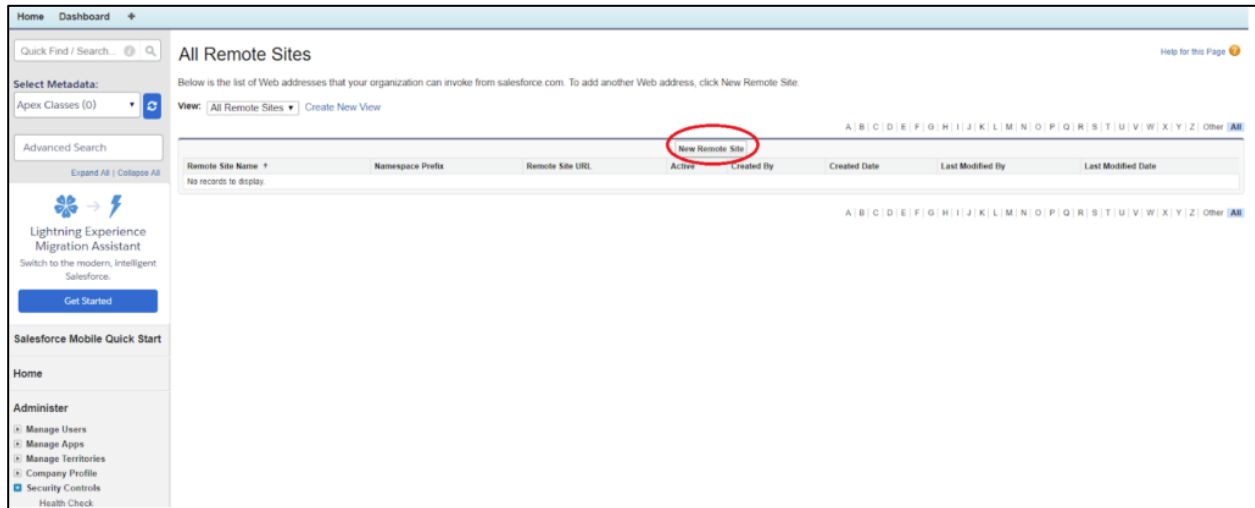 Home Dashboard +
Quick Find / Search...
Select Metadata:
Apex Classes (0)
Advanced Search
Expand All | Collapse All
Lightning Experience
Migration Assistant
Switch to the modern, intelligent
Salesforce.
Get Started
Salesforce Mobile Quick Start
Home
Administer
Manage Users
Manage Apps
Manage Territories
Company Profile
Security Controls
Health Check
All Remote Sites
Help for this Page ?
Below is the list of Web addresses that your organization can invoke from salesforce.com. To add another Web address, click New Remote Site.
View: All Remote Sites Create New View
A | B | C | D | E | F | G | H | I | J | K | L | M | N | O | P | Q | R | S | T | U | V | W | X | Y | Z | Other All
New Remote Site
Remote Site Name ↑ Namespace Prefix Remote Site URL Active Created By Created Date Last Modified By Last Modified Date
No records to display.
A | B | C | D | E | F | G | H | I | J | K | L | M | N | O | P | Q | R | S | T | U | V | W | X | Y | Z | Other All